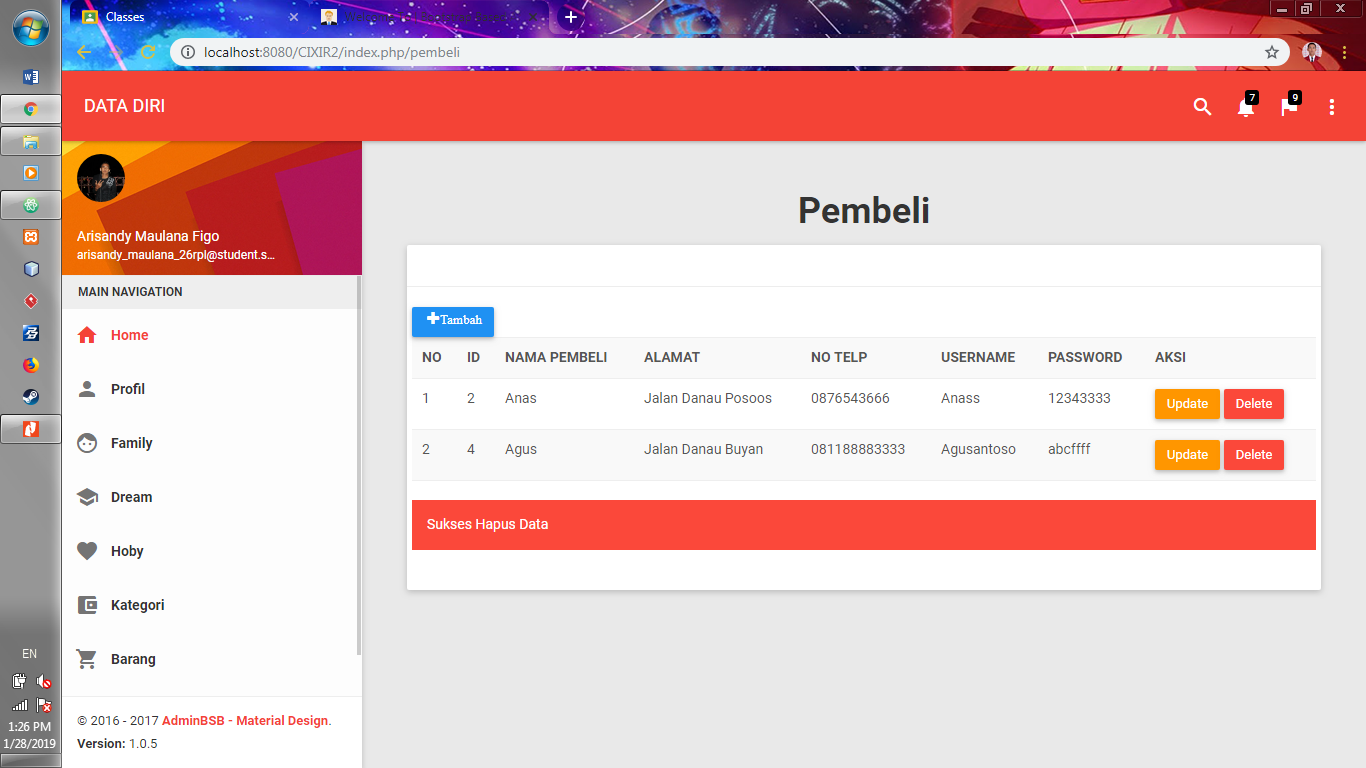 Classes
localhost:8080/CIXIR2/index.php/pembeli
DATA DIRI
7
9
Arisandy Maulana Figo
arisandy_maulana_26rpl@student.s...
MAIN NAVIGATION
Home
Profil
Family
Dream
Hoby
Kategori
Barang
© 2016 - 2017 AdminBSB - Material Design.
Version: 1.0.5
Pembeli
Tambah
NO ID NAMA PEMBELI ALAMAT NO TELP USERNAME PASSWORD AKSI
1 2 Anas Jalan Danau Posoos 0876543666 Anass 12343333 Update Delete
2 4 Agus Jalan Danau Buyan 081188883333 Agusantoso abcffff Update Delete
Sukses Hapus Data
EN
1:26 PM
1/28/2019